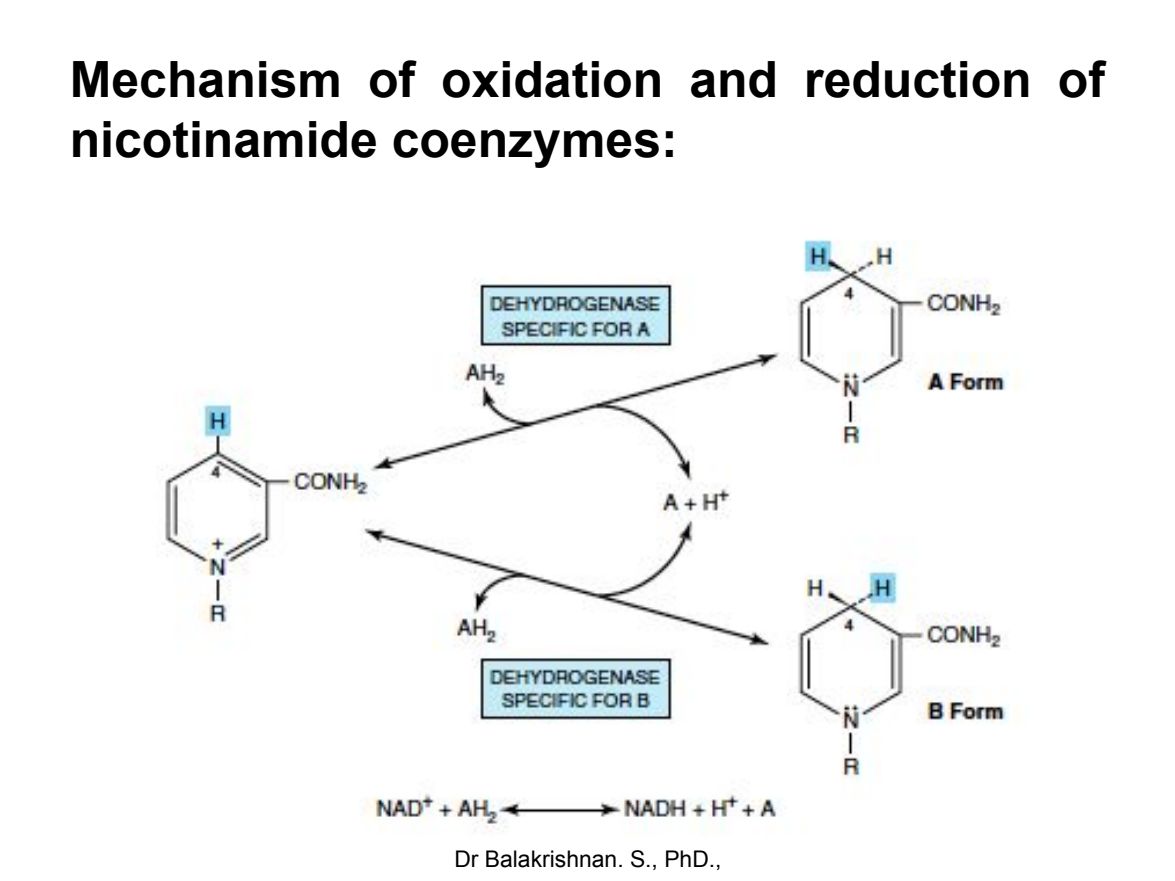 Mechanism of oxidation and reduction of
nicotinamide coenzymes:
H
H
4
CONH₂
N̈
R
A Form
DEHYDROGENASE
SPECIFIC FOR A
AH₂
H
4
CONH₂
+
N
R
A + H⁺
AH₂
DEHYDROGENASE
SPECIFIC FOR B
H
H
4
CONH₂
N̈
R
B Form
NAD⁺ + AH₂ ⟷ NADH + H⁺ + A
Dr Balakrishnan. S., PhD.,